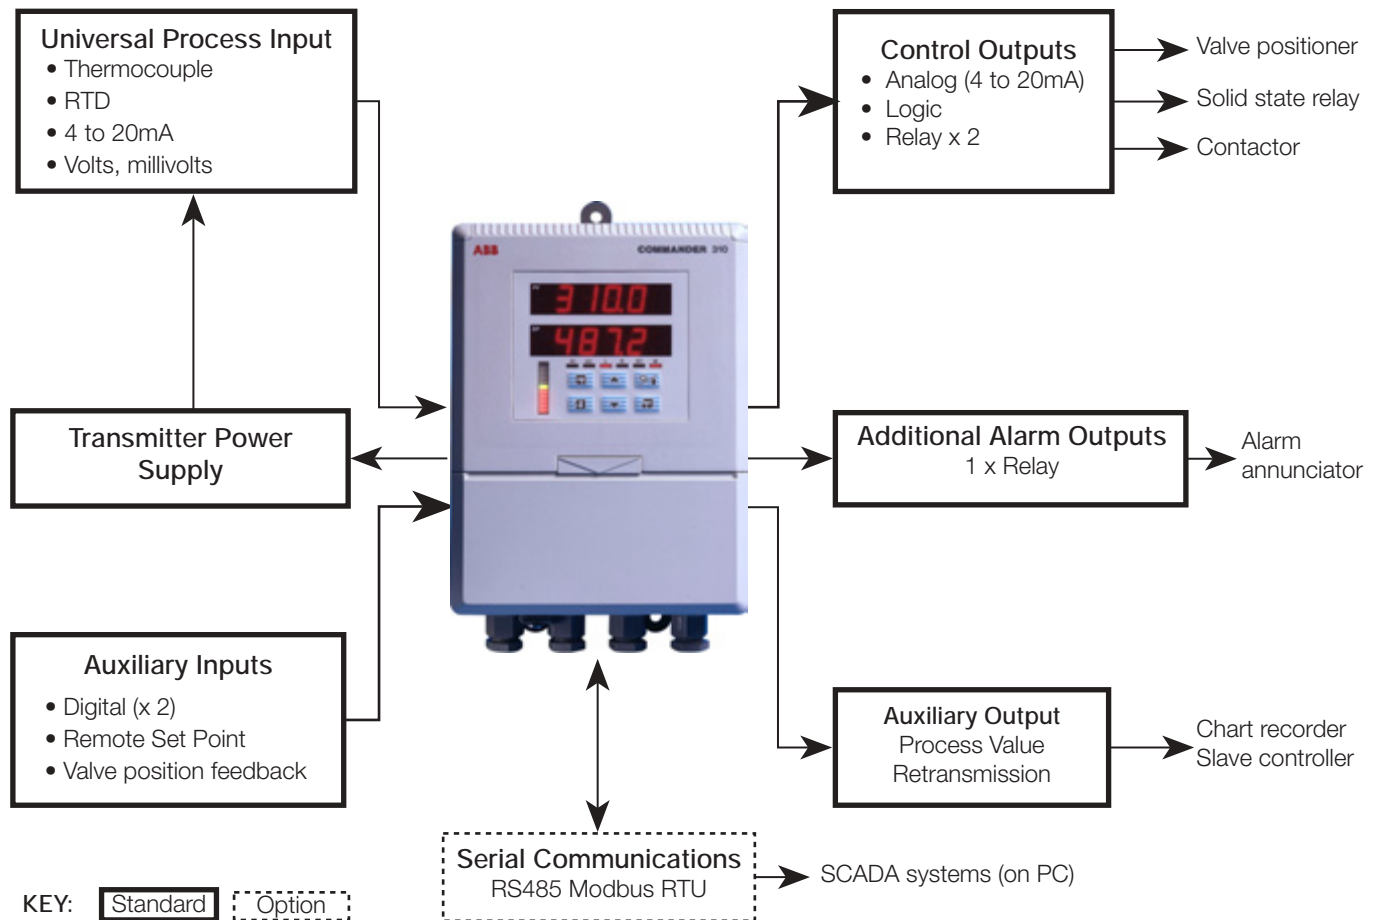 Universal Process Input
• Thermocouple
• RTD
• 4 to 20mA
• Volts, millivolts
Control Outputs
• Analog (4 to 20mA)
• Logic
• Relay x 2
Valve positioner
Solid state relay
Contactor
ABB
COMMANDER 310
310.0
487.2
Transmitter Power
Supply
Additional Alarm Outputs
1 x Relay
Alarm
annunciator
Auxiliary Inputs
• Digital (x 2)
• Remote Set Point
• Valve position feedback
Auxiliary Output
Process Value
Retransmission
Chart recorder
Slave controller
Serial Communications
RS485 Modbus RTU
SCADA systems (on PC)
KEY:
Standard
Option